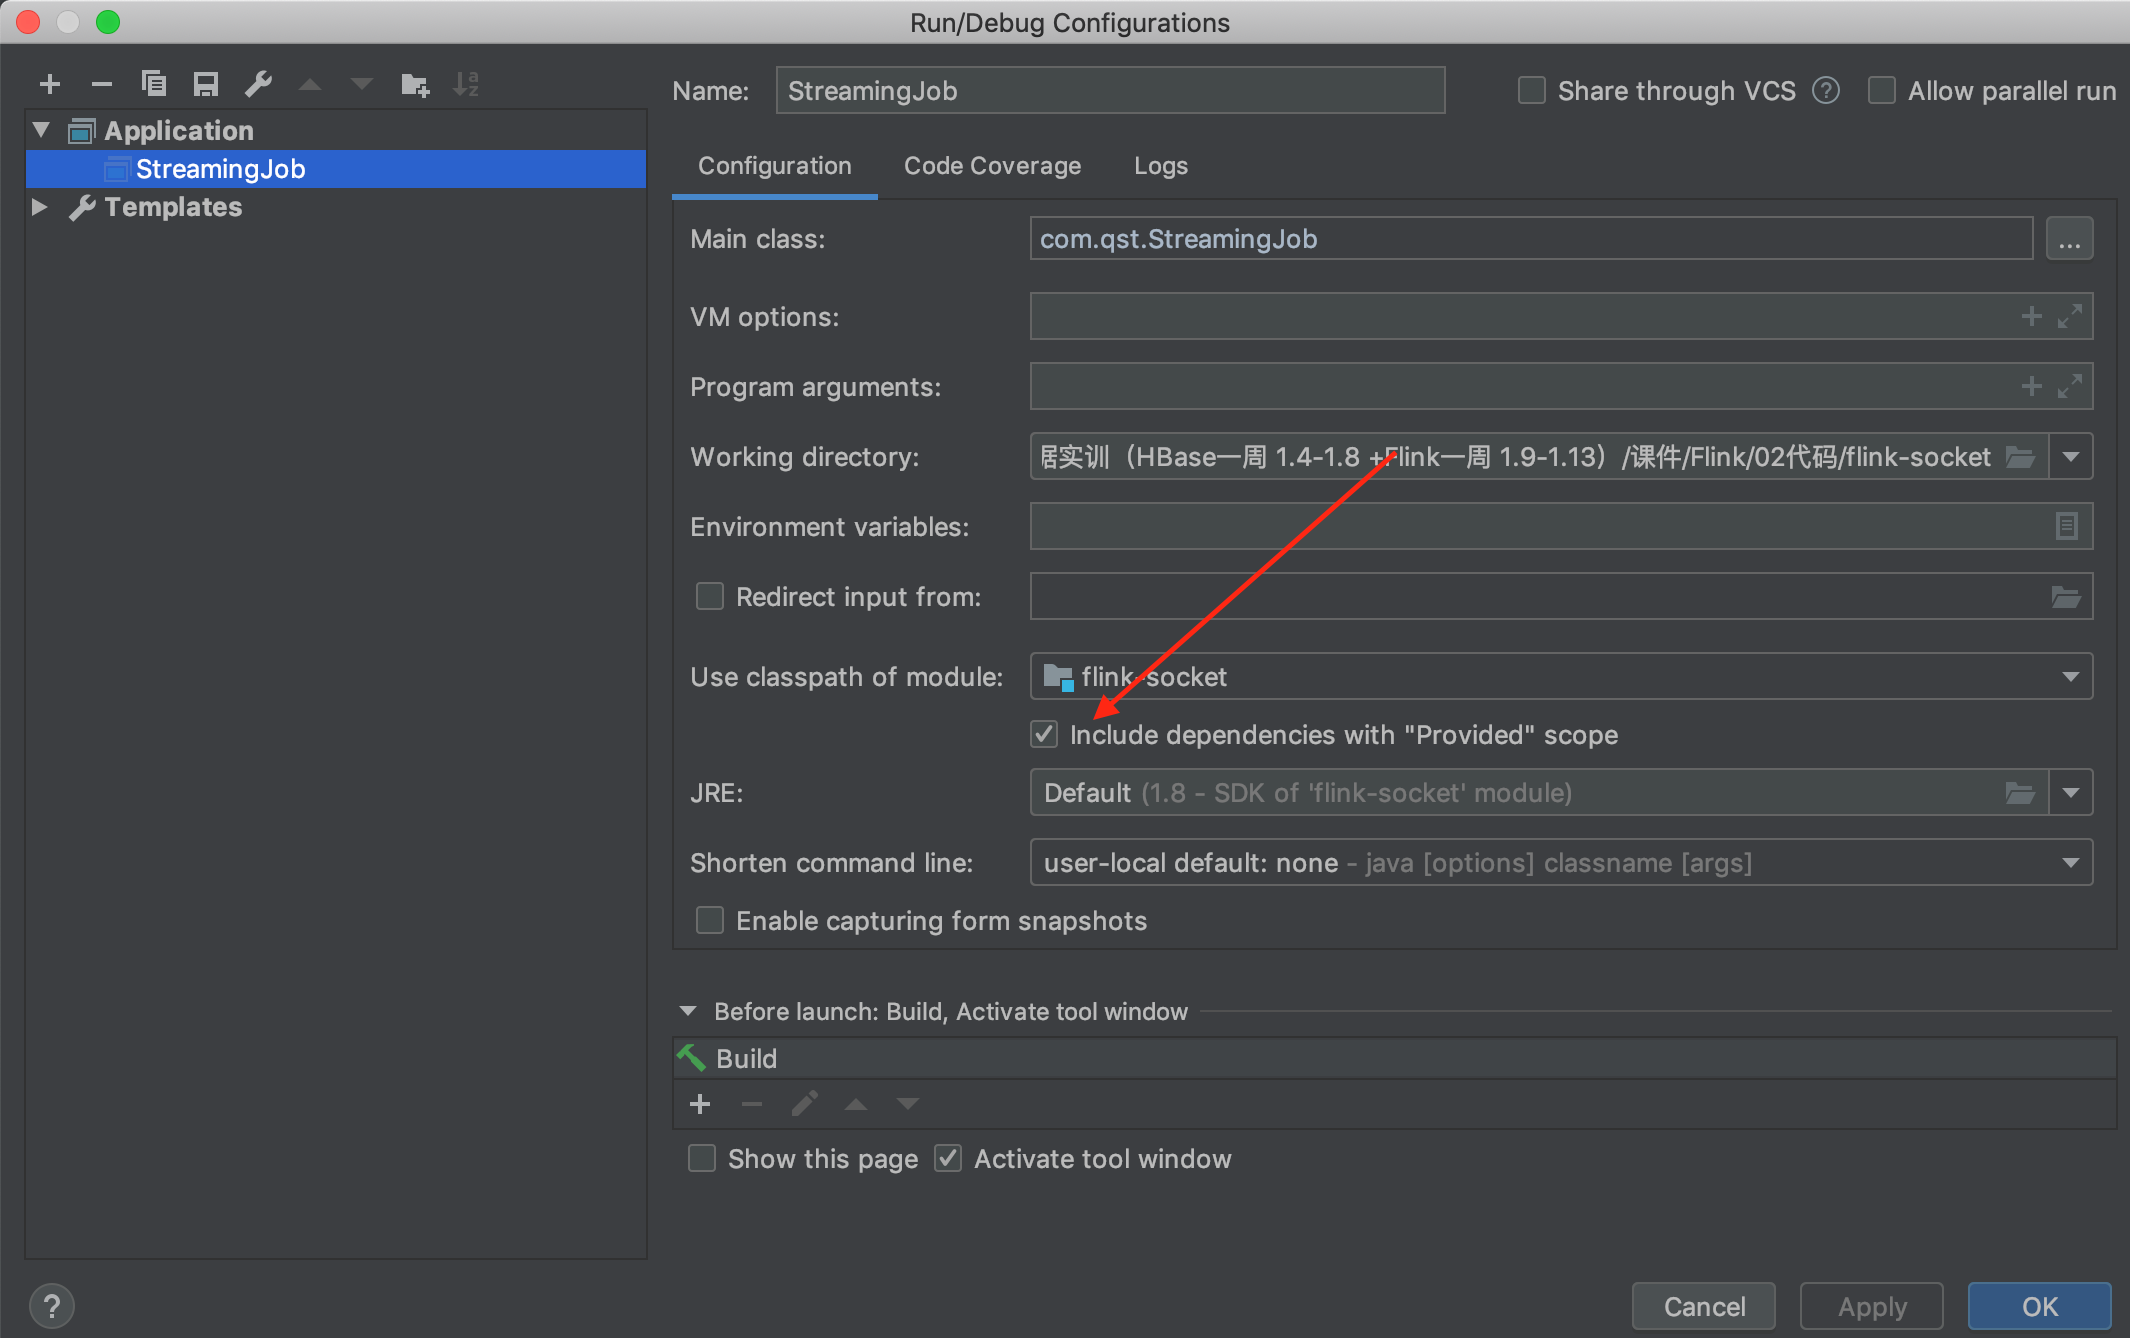 Run/Debug Configurations
Name: StreamingJob Share through VCS ? Allow parallel run
Application
StreamingJob
Templates
Configuration Code Coverage Logs
Main class: com.qst.StreamingJob ...
VM options:
Program arguments:
Working directory: 实训（HBase一周 1.4-1.8 +Flink一周 1.9-1.13）/课件/Flink/02代码/flink-socket
Environment variables:
Redirect input from:
Use classpath of module: flink-socket
Include dependencies with "Provided" scope
JRE: Default (1.8 - SDK of 'flink-socket' module)
Shorten command line: user-local default: none - java [options] classname [args]
Enable capturing form snapshots
Before launch: Build, Activate tool window
Build
Show this page Activate tool window
? Cancel Apply OK